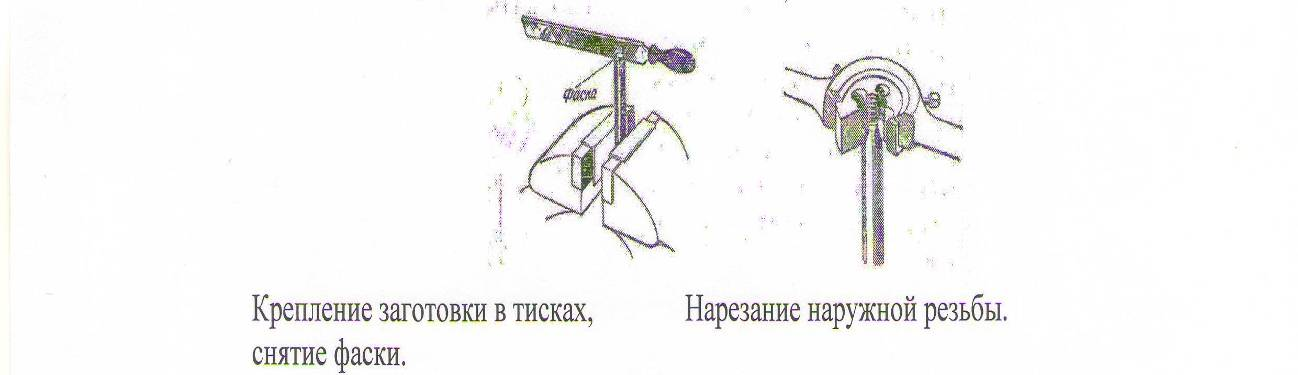 фаска
Крепление заготовки в тисках,
снятие фаски.
Нарезание наружной резьбы.